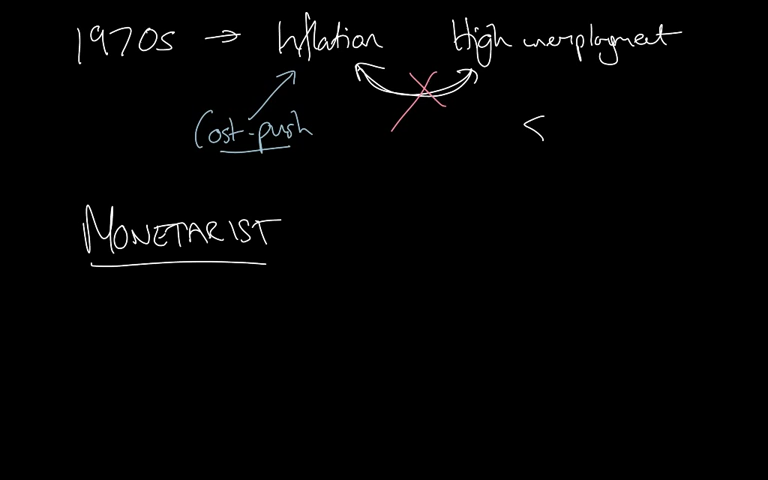 1970s → Inflation High unemployment
Cost-push
MONETARIST